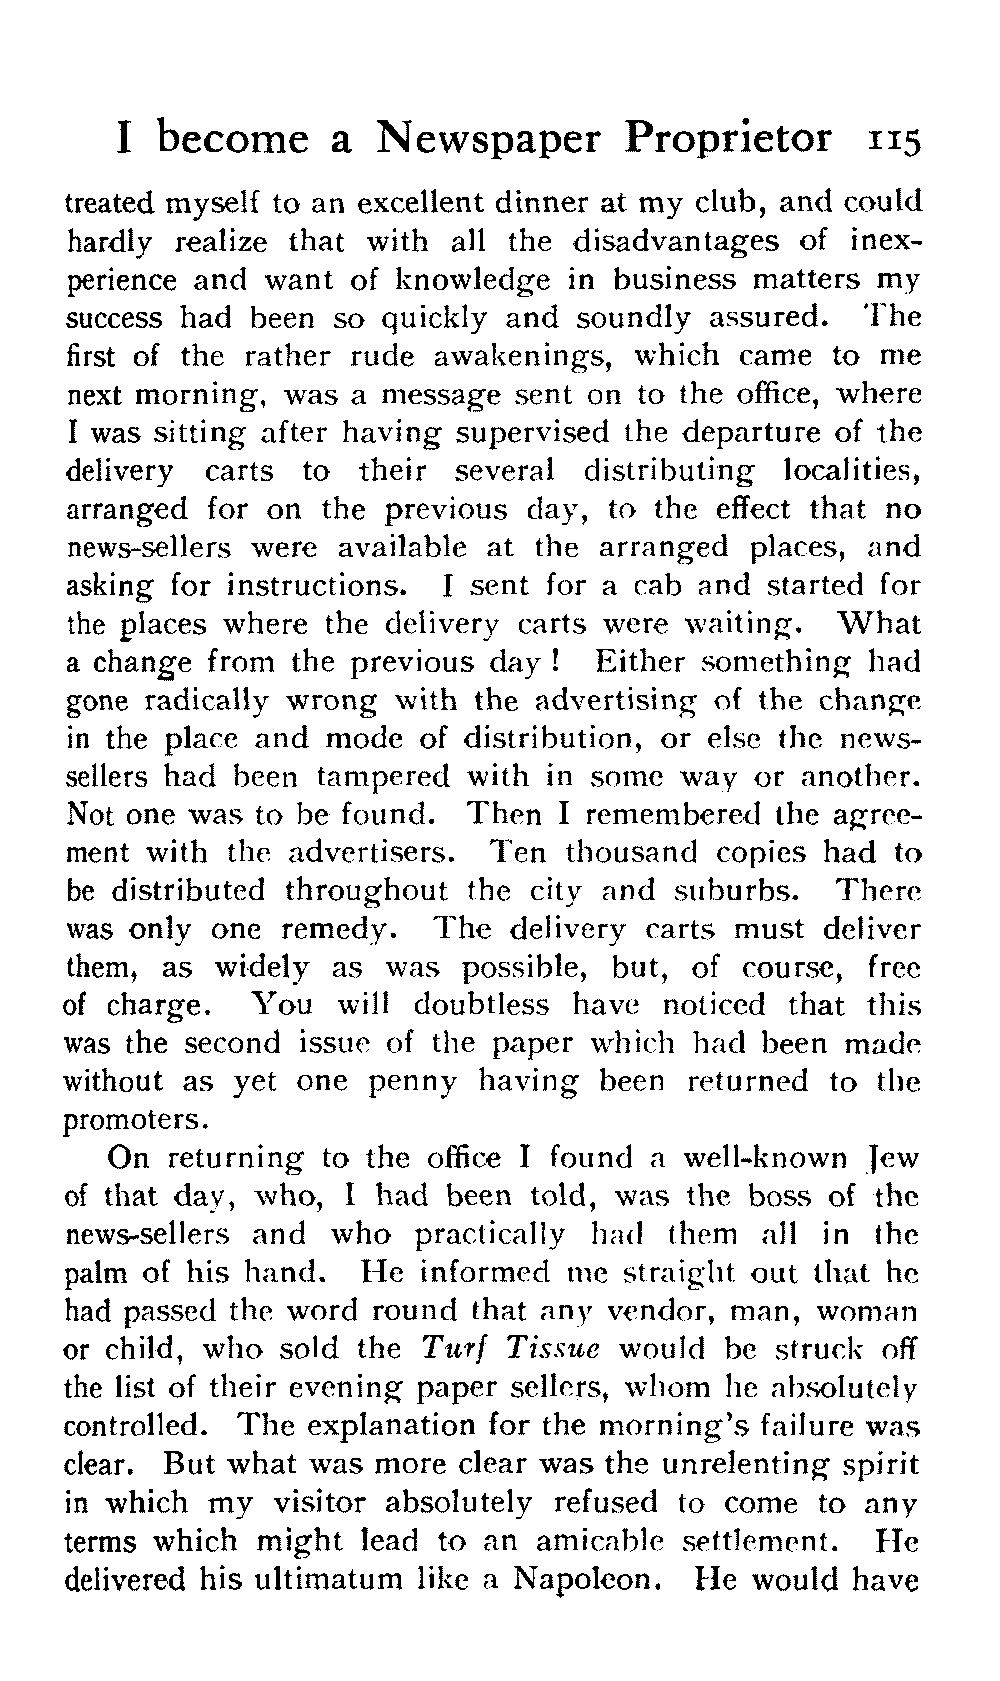 I become a Newspaper Proprietor 115
treated myself to an excellent dinner at my club, and could
hardly realize that with all the disadvantages of inex-
perience and want of knowledge in business matters my
success had been so quickly and soundly assured. The
first of the rather rude awakenings, which came to me
next morning, was a message sent on to the office, where
I was sitting after having supervised the departure of the
delivery carts to their several distributing localities,
arranged for on the previous day, to the effect that no
news-sellers were available at the arranged places, and
asking for instructions. I sent for a cab and started for
the places where the delivery carts were waiting. What
a change from the previous day ! Either something had
gone radically wrong with the advertising of the change
in the place and mode of distribution, or else the news-
sellers had been tampered with in some way or another.
Not one was to be found. Then I remembered the agree-
ment with the advertisers. Ten thousand copies had to
be distributed throughout the city and suburbs. There
was only one remedy. The delivery carts must deliver
them, as widely as was possible, but, of course, free
of charge. You will doubtless have noticed that this
was the second issue of the paper which had been made
without as yet one penny having been returned to the
promoters.
On returning to the office I found a well-known Jew
of that day, who, I had been told, was the boss of the
news-sellers and who practically had them all in the
palm of his hand. He informed me straight out that he
had passed the word round that any vendor, man, woman
or child, who sold the Turf Tissue would be struck off
the list of their evening paper sellers, whom he absolutely
controlled. The explanation for the morning's failure was
clear. But what was more clear was the unrelenting spirit
in which my visitor absolutely refused to come to any
terms which might lead to an amicable settlement. He
delivered his ultimatum like a Napoleon. He would have